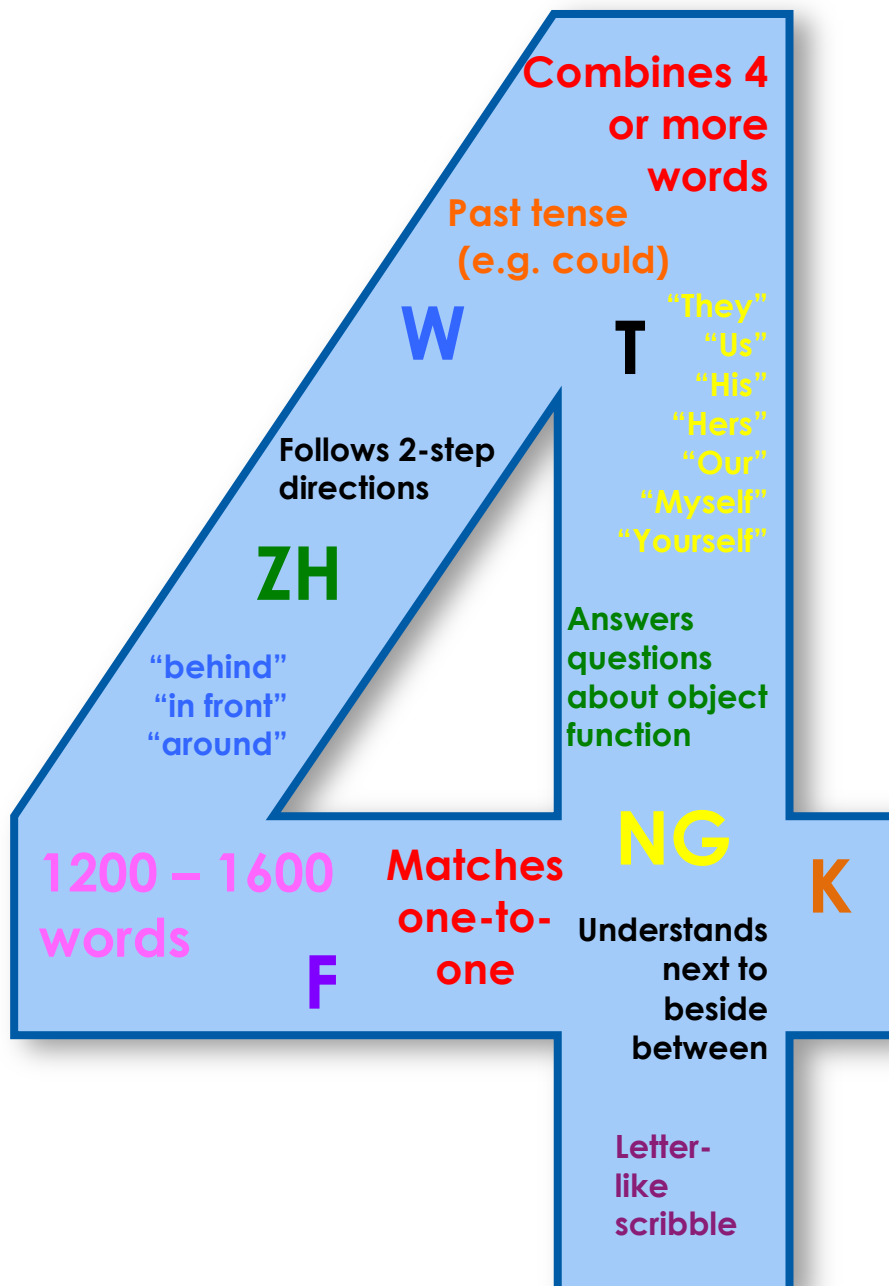 Combines 4
or more
words
Past tense
(e.g. could)
W
T
“They”
“Us”
“His”
“Hers”
“Our”
“Myself”
“Yourself”
Follows 2-step
directions
ZH
“behind”
“in front”
“around”
Answers
questions
about object
function
1200 – 1600
words
F
Matches
one-to-
one
NG
K
Understands
next to
beside
between
Letter-
like
scribble